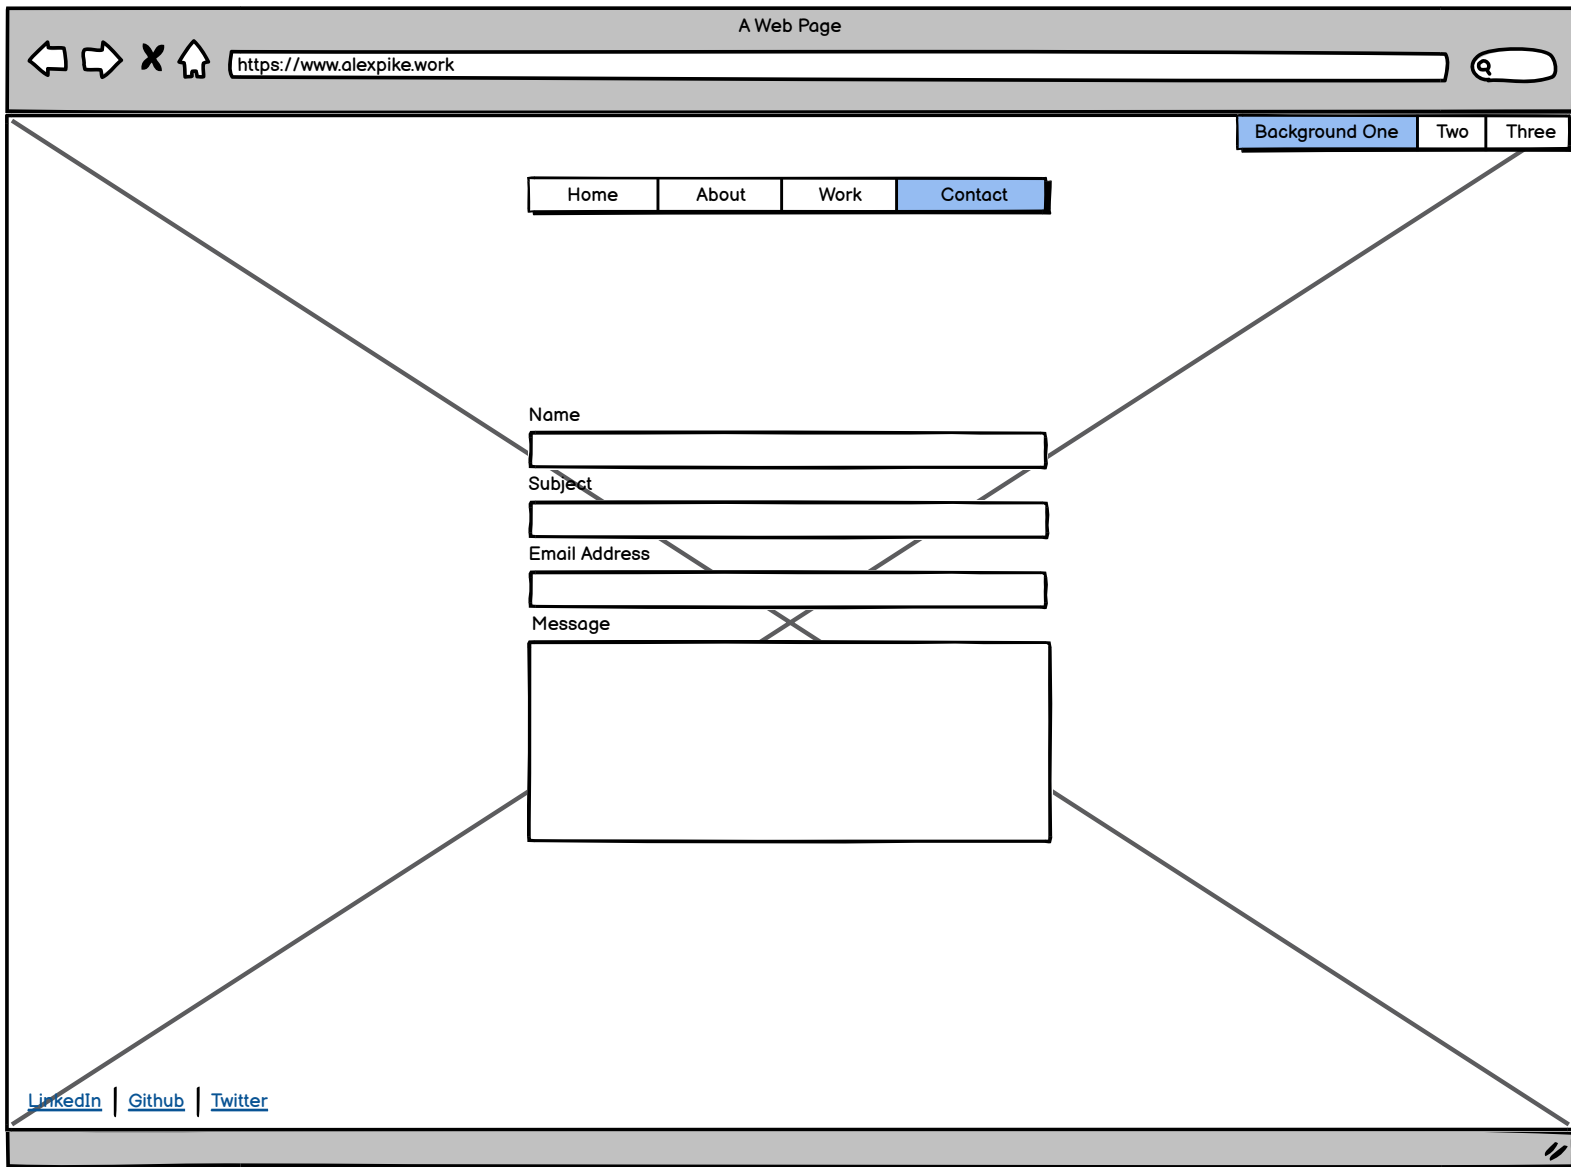 A Web Page
https://www.alexpike.work
Background One Two Three
Home About Work Contact
Name
Subject
Email Address
Message
LinkedIn Github Twitter